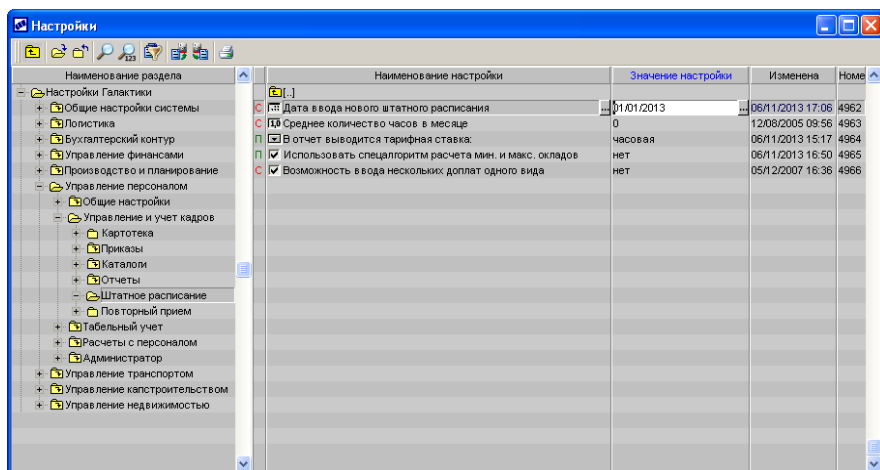 Настройки
123
Наименование раздела
Наименование настройки Значение настройки Изменена Номе
Настройки Галактики
[..]
Общие настройки системы
С Дата ввода нового штатного расписания ... 01/01/2013 ... 06/11/2013 17:06 4962
Логистика
С 1,0 Среднее количество часов в месяце 0 12/08/2005 09:56 4963
Бухгалтерский контур
П В отчет выводится тарифная ставка: часовая 06/11/2013 15:17 4964
Управление финансами
П Использовать спецалгоритм расчета мин. и макс. окладов нет 06/11/2013 16:50 4965
Производство и планирование
С Возможность ввода нескольких доплат одного вида нет 05/12/2007 16:36 4966
Управление персоналом
Общие настройки
Управление и учет кадров
Картотека
Приказы
Каталоги
Отчеты
Штатное расписание
Повторный прием
Табельный учет
Расчеты с персоналом
Администратор
Управление транспортом
Управление капстроительством
Управление недвижимостью